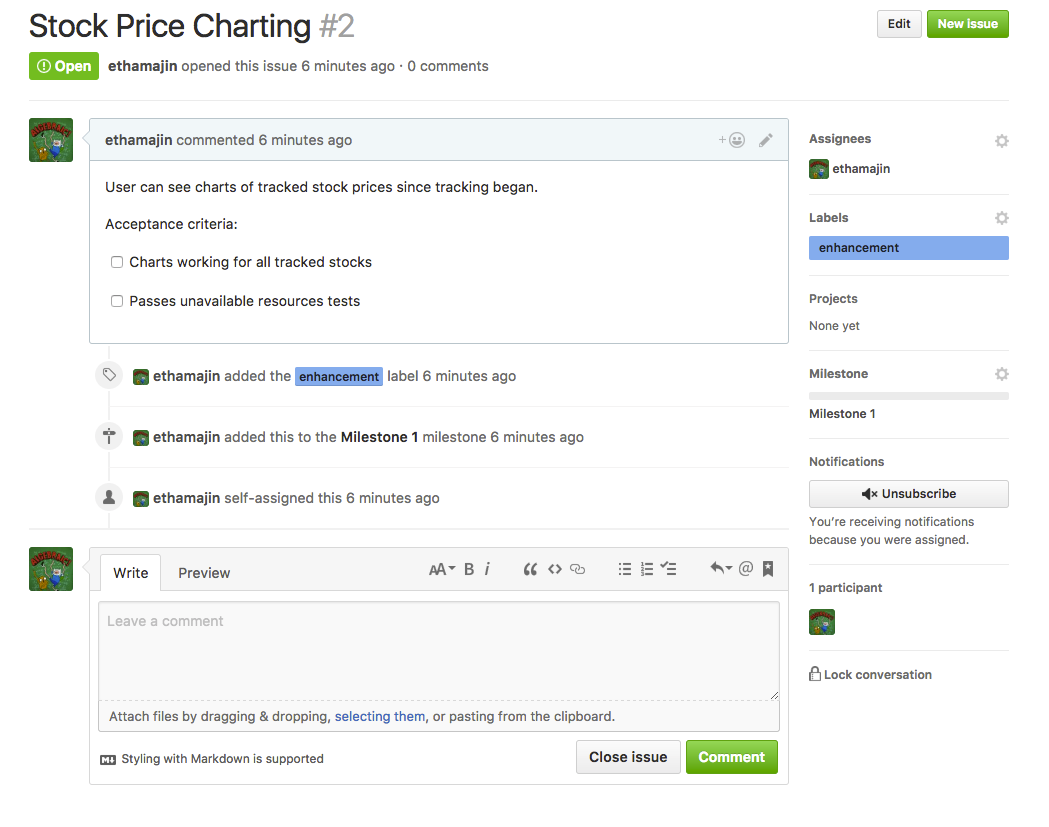 Stock Price Charting #2
Edit
New issue
Open
ethamajin opened this issue 6 minutes ago · 0 comments
ethamajin commented 6 minutes ago
User can see charts of tracked stock prices since tracking began.
Acceptance criteria:
Charts working for all tracked stocks
Passes unavailable resources tests
ethamajin added the enhancement label 6 minutes ago
ethamajin added this to the Milestone 1 milestone 6 minutes ago
ethamajin self-assigned this 6 minutes ago
Write
Preview
AA B i
Leave a comment
Attach files by dragging & dropping, selecting them, or pasting from the clipboard.
Styling with Markdown is supported
Close issue
Comment
Assignees
ethamajin
Labels
enhancement
Projects
None yet
Milestone
Milestone 1
Notifications
Unsubscribe
You’re receiving notifications
because you were assigned.
1 participant
Lock conversation